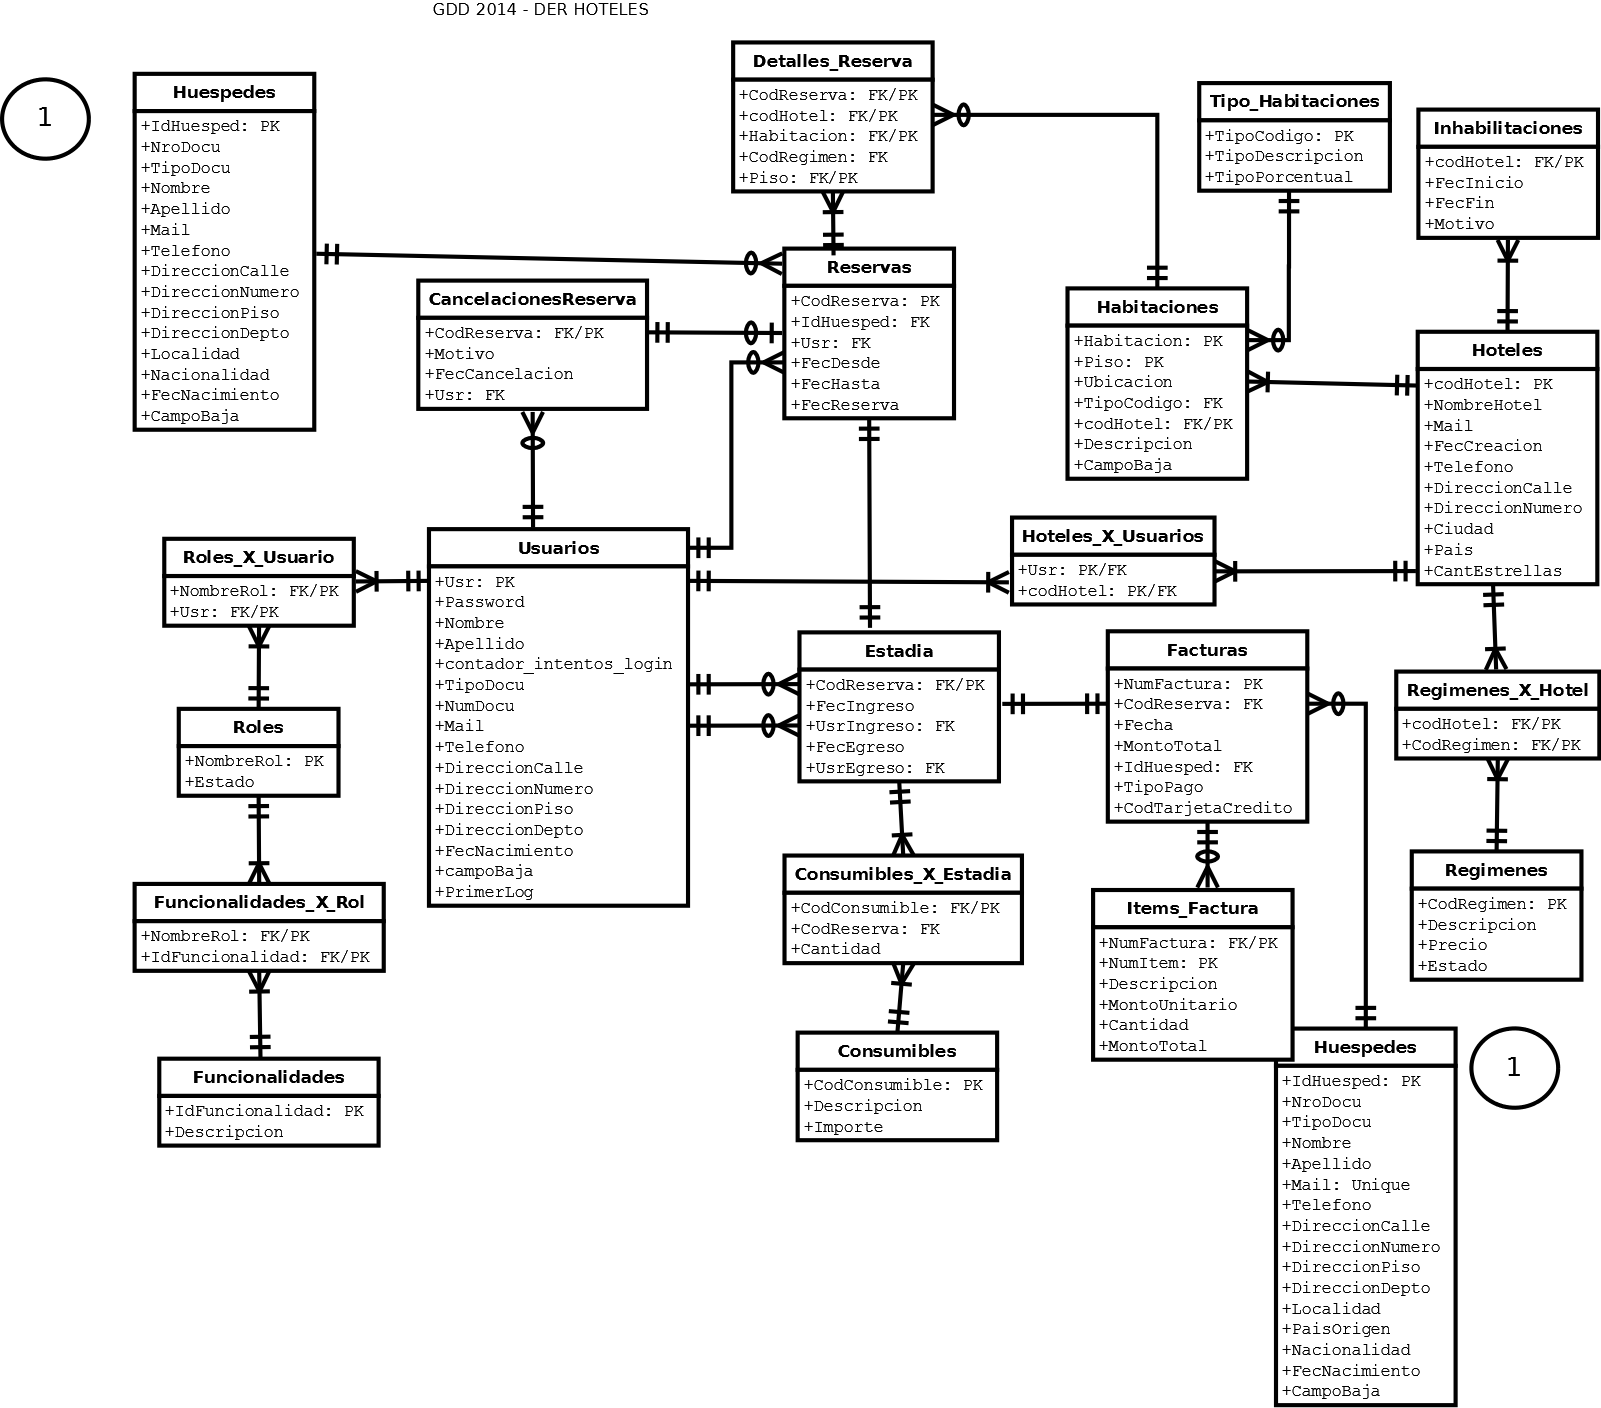 GDD 2014 - DER HOTELES
1
Huespedes
+IdHuesped: PK
+NroDocu
+TipoDocu
+Nombre
+Apellido
+Mail
+Telefono
+DireccionCalle
+DireccionNumero
+DireccionPiso
+DireccionDepto
+Localidad
+Nacionalidad
+FecNacimiento
+CampoBaja
Detalles_Reserva
+CodReserva: FK/PK
+codHotel: FK/PK
+Habitacion: FK/PK
+CodRegimen: FK
+Piso: FK/PK
Tipo_Habitaciones
+TipoCodigo: PK
+TipoDescripcion
+TipoPorcentual
Inhabilitaciones
+codHotel: FK/PK
+FecInicio
+FecFin
+Motivo
CancelacionesReserva
+CodReserva: FK/PK
+Motivo
+FecCancelacion
+Usr: FK
Reservas
+CodReserva: PK
+IdHuesped: FK
+Usr: FK
+FecDesde
+FecHasta
+FecReserva
Habitaciones
+Habitacion: PK
+Piso: PK
+Ubicacion
+TipoCodigo: FK
+codHotel: FK/PK
+Descripcion
+CampoBaja
Hoteles
+codHotel: PK
+NombreHotel
+Mail
+FecCreacion
+Telefono
+DireccionCalle
+DireccionNumero
+Ciudad
+Pais
+CantEstrellas
Roles_X_Usuario
+NombreRol: FK/PK
+Usr: FK/PK
Usuarios
+Usr: PK
+Password
+Nombre
+Apellido
+contador_intentos_login
+TipoDocu
+NumDocu
+Mail
+Telefono
+DireccionCalle
+DireccionNumero
+DireccionPiso
+DireccionDepto
+FecNacimiento
+campoBaja
+PrimerLog
Hoteles_X_Usuarios
+Usr: PK/FK
+codHotel: PK/FK
Estadia
+CodReserva: FK/PK
+FecIngreso
+UsrIngreso: FK
+FecEgreso
+UsrEgreso: FK
Facturas
+NumFactura: PK
+CodReserva: FK
+Fecha
+MontoTotal
+IdHuesped: FK
+TipoPago
+CodTarjetaCredito
Regimenes_X_Hotel
+codHotel: FK/PK
+CodRegimen: FK/PK
Roles
+NombreRol: PK
+Estado
Funcionalidades_X_Rol
+NombreRol: FK/PK
+IdFuncionalidad: FK/PK
Consumibles_X_Estadia
+CodConsumible: FK/PK
+CodReserva: FK
+Cantidad
Items_Factura
+NumFactura: FK/PK
+NumItem: PK
+Descripcion
+MontoUnitario
+Cantidad
+MontoTotal
Regimenes
+CodRegimen: PK
+Descripcion
+Precio
+Estado
Funcionalidades
+IdFuncionalidad: PK
+Descripcion
Consumibles
+CodConsumible: PK
+Descripcion
+Importe
Huespedes
+IdHuesped: PK
+NroDocu
+TipoDocu
+Nombre
+Apellido
+Mail: Unique
+Telefono
+DireccionCalle
+DireccionNumero
+DireccionPiso
+DireccionDepto
+Localidad
+PaisOrigen
+Nacionalidad
+FecNacimiento
+CampoBaja
1